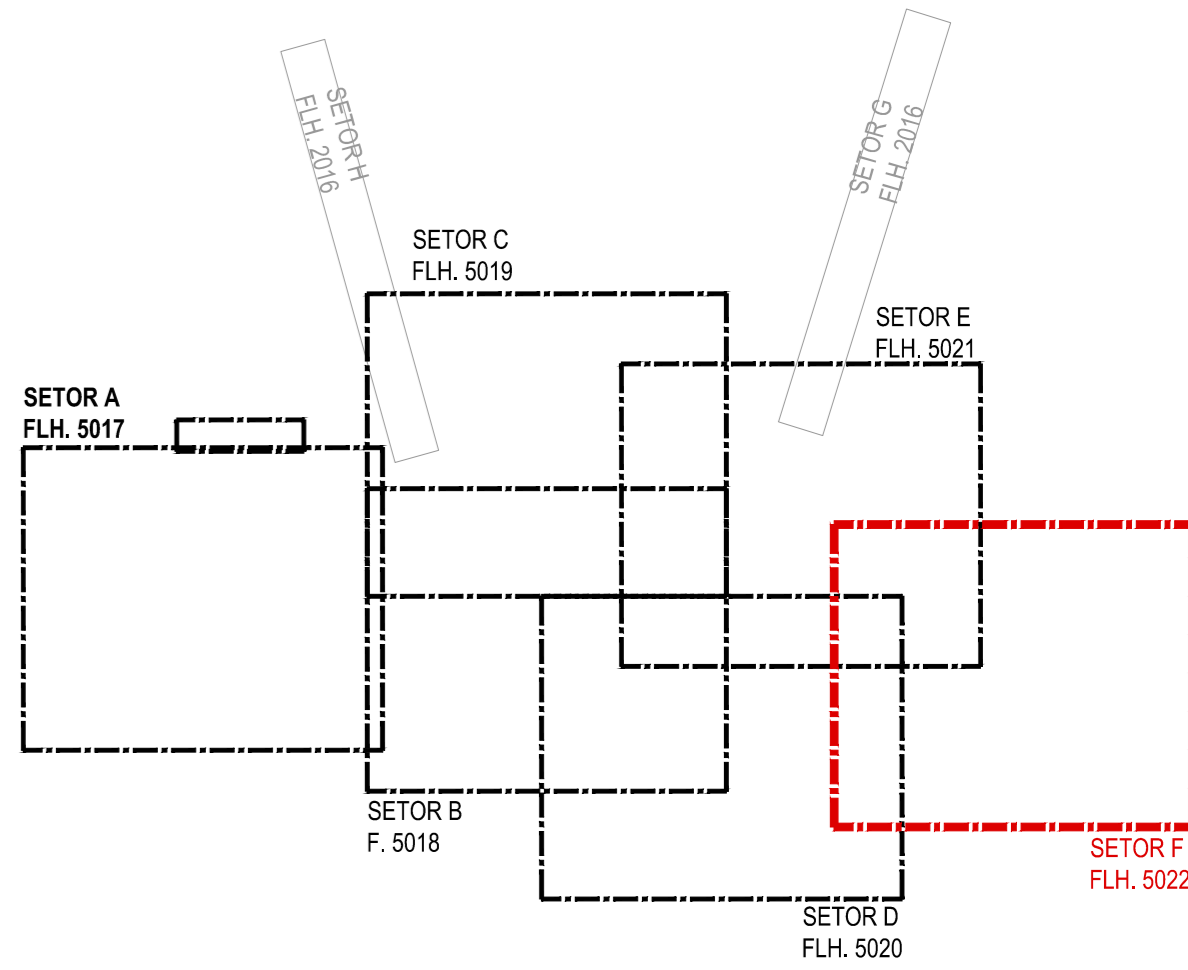 SETOR H
FLH. 2016
SETOR G
FLH. 2016
SETOR C
FLH. 5019
SETOR E
FLH. 5021
SETOR A
FLH. 5017
SETOR B
F. 5018
SETOR F
FLH. 5022
SETOR D
FLH. 5020